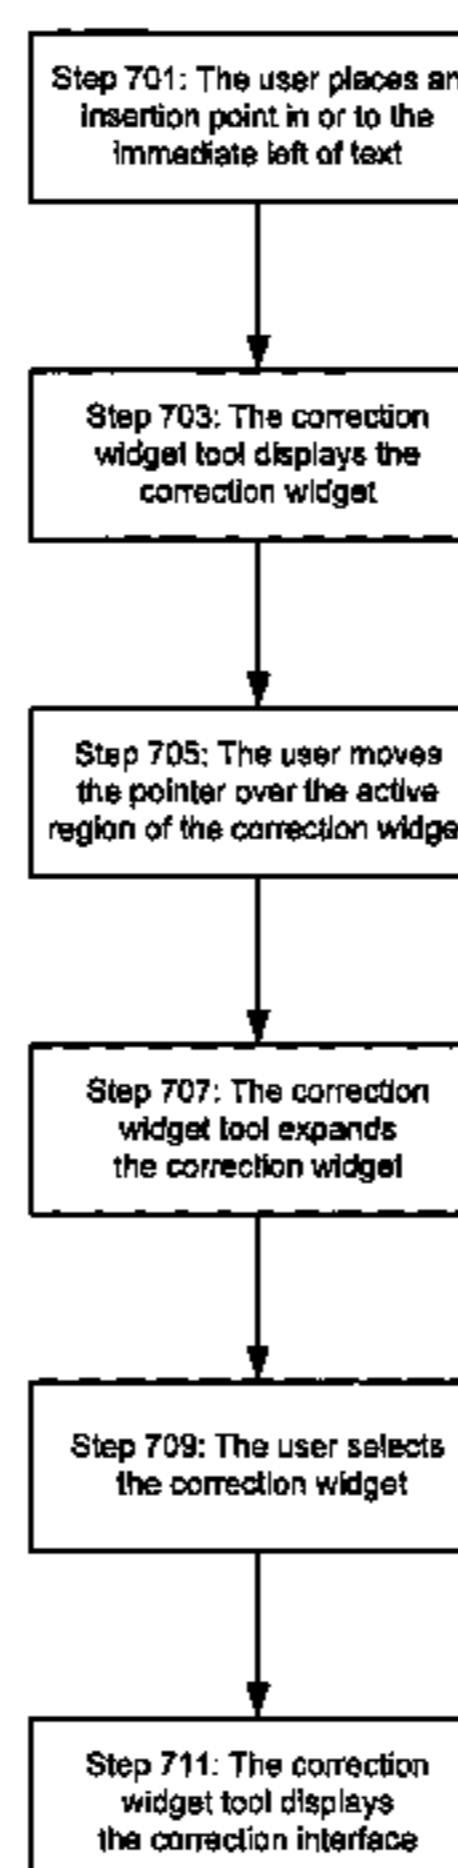 Step 701: The user places an
insertion point in or to the
immediate left of text
Step 703: The correction
widget tool displays the
correction widget
Step 705: The user moves
the pointer over the active
region of the correction widge
Step 707: The correction
widget tool expands
the correction widget
Step 709: The user selects
the correction widget
Step 711: The correction
widget tool displays
the correction interface